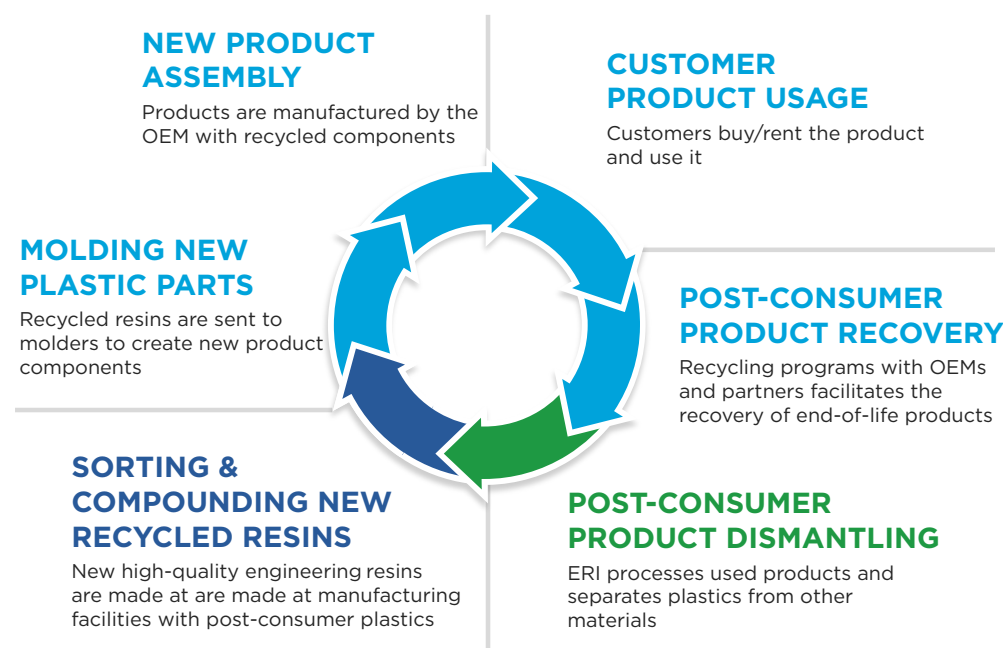 NEW PRODUCT
ASSEMBLY
Products are manufactured by the
OEM with recycled components
CUSTOMER
PRODUCT USAGE
Customers buy/rent the product
and use it
POST-CONSUMER
PRODUCT RECOVERY
Recycling programs with OEMs
and partners facilitates the
recovery of end-of-life products
POST-CONSUMER
PRODUCT DISMANTLING
ERI processes used products and
separates plastics from other
materials
SORTING &
COMPOUNDING NEW
RECYCLED RESINS
New high-quality engineering resins
are made at are made at manufacturing
facilities with post-consumer plastics
MOLDING NEW
PLASTIC PARTS
Recycled resins are sent to
molders to create new product
components